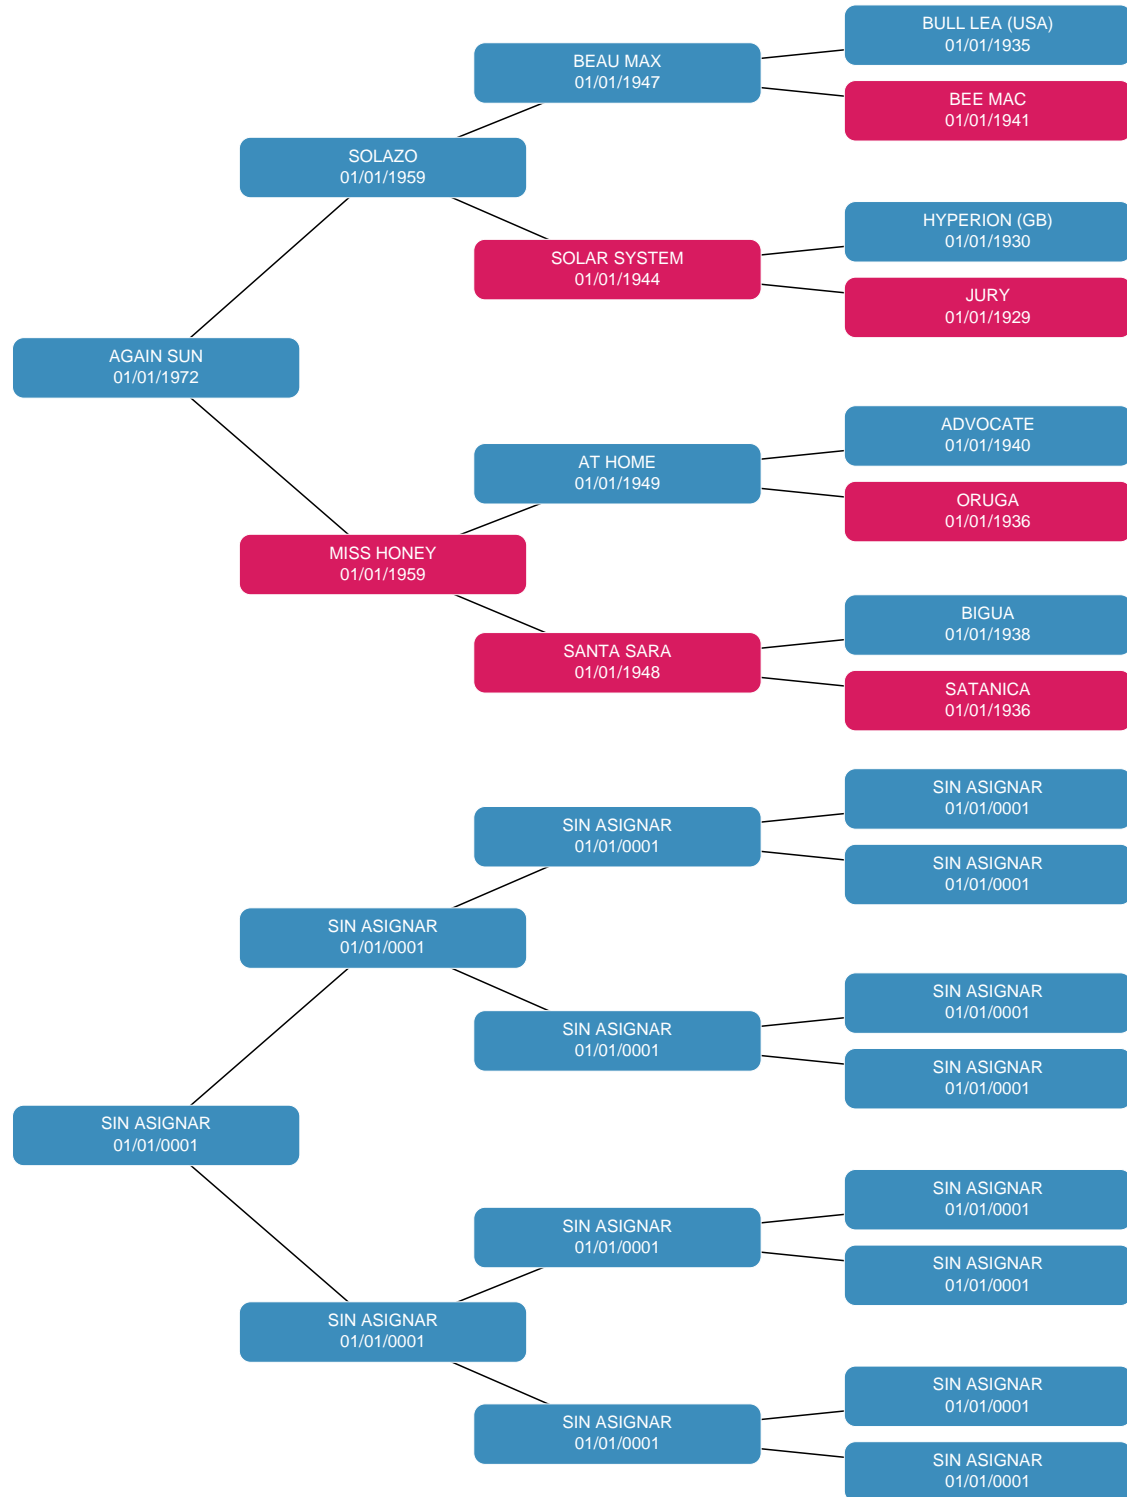 BULL LEA (USA)
01/01/1935
BEAU MAX
01/01/1947
BEE MAC
01/01/1941
SOLAZO
01/01/1959
HYPERION (GB)
01/01/1930
SOLAR SYSTEM
01/01/1944
JURY
01/01/1929
AGAIN SUN
01/01/1972
ADVOCATE
01/01/1940
AT HOME
01/01/1949
ORUGA
01/01/1936
MISS HONEY
01/01/1959
BIGUA
01/01/1938
SANTA SARA
01/01/1948
SATANICA
01/01/1936
SIN ASIGNAR
01/01/0001
SIN ASIGNAR
01/01/0001
SIN ASIGNAR
01/01/0001
SIN ASIGNAR
01/01/0001
SIN ASIGNAR
01/01/0001
SIN ASIGNAR
01/01/0001
SIN ASIGNAR
01/01/0001
SIN ASIGNAR
01/01/0001
SIN ASIGNAR
01/01/0001
SIN ASIGNAR
01/01/0001
SIN ASIGNAR
01/01/0001
SIN ASIGNAR
01/01/0001
SIN ASIGNAR
01/01/0001
SIN ASIGNAR
01/01/0001
SIN ASIGNAR
01/01/0001